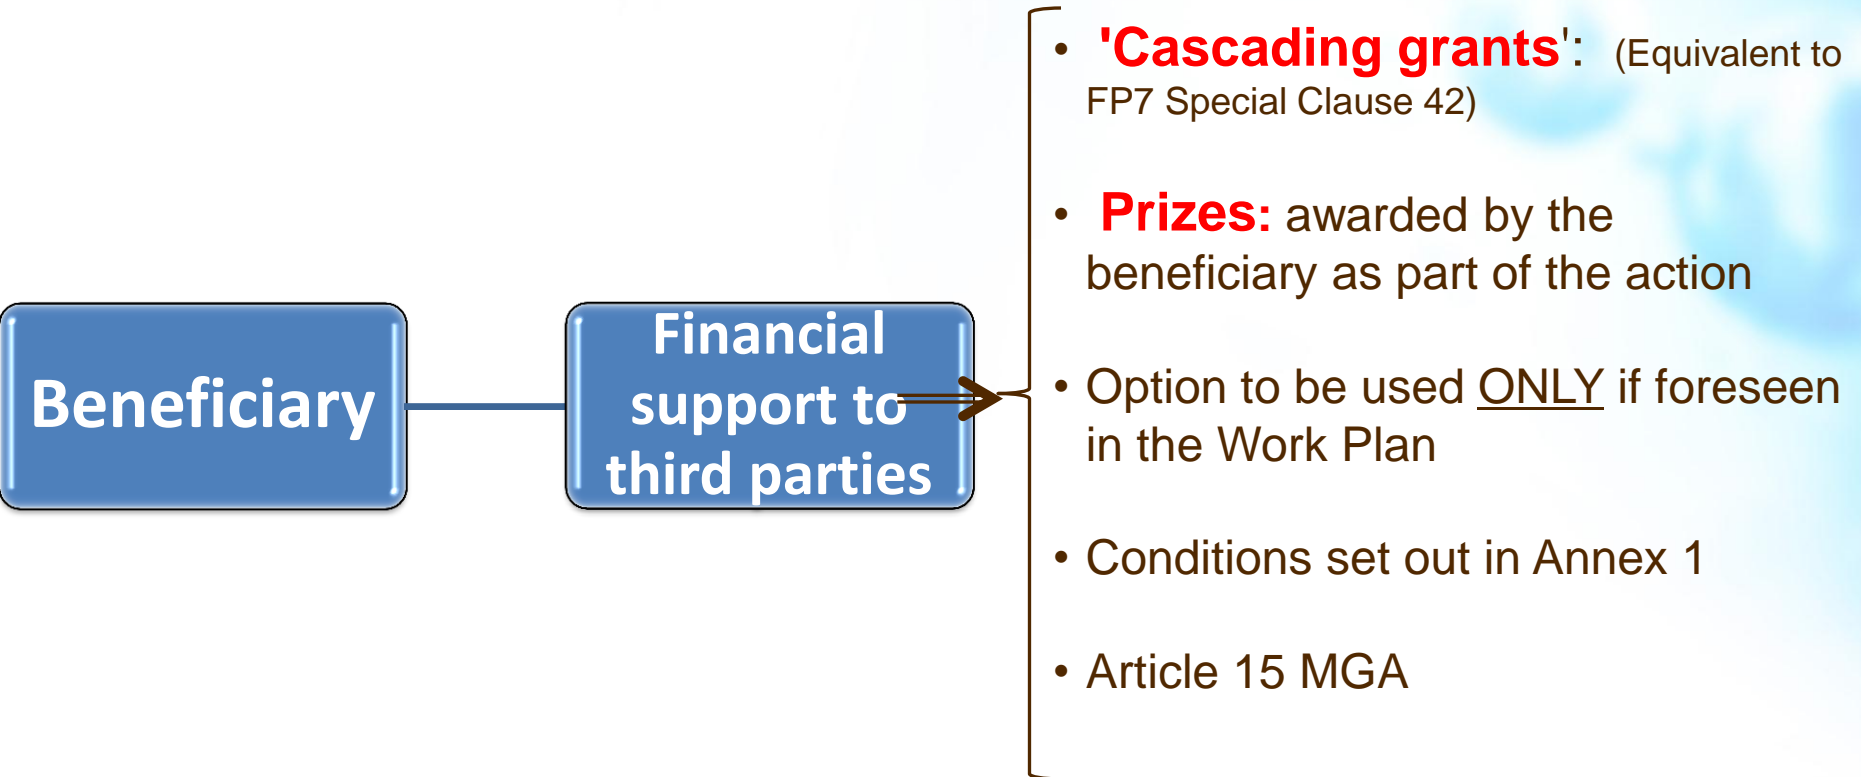 Beneficiary
Financial
support to
third parties
• 'Cascading grants': (Equivalent to
FP7 Special Clause 42)
• Prizes: awarded by the
beneficiary as part of the action
• Option to be used ONLY if foreseen
in the Work Plan
• Conditions set out in Annex 1
• Article 15 MGA